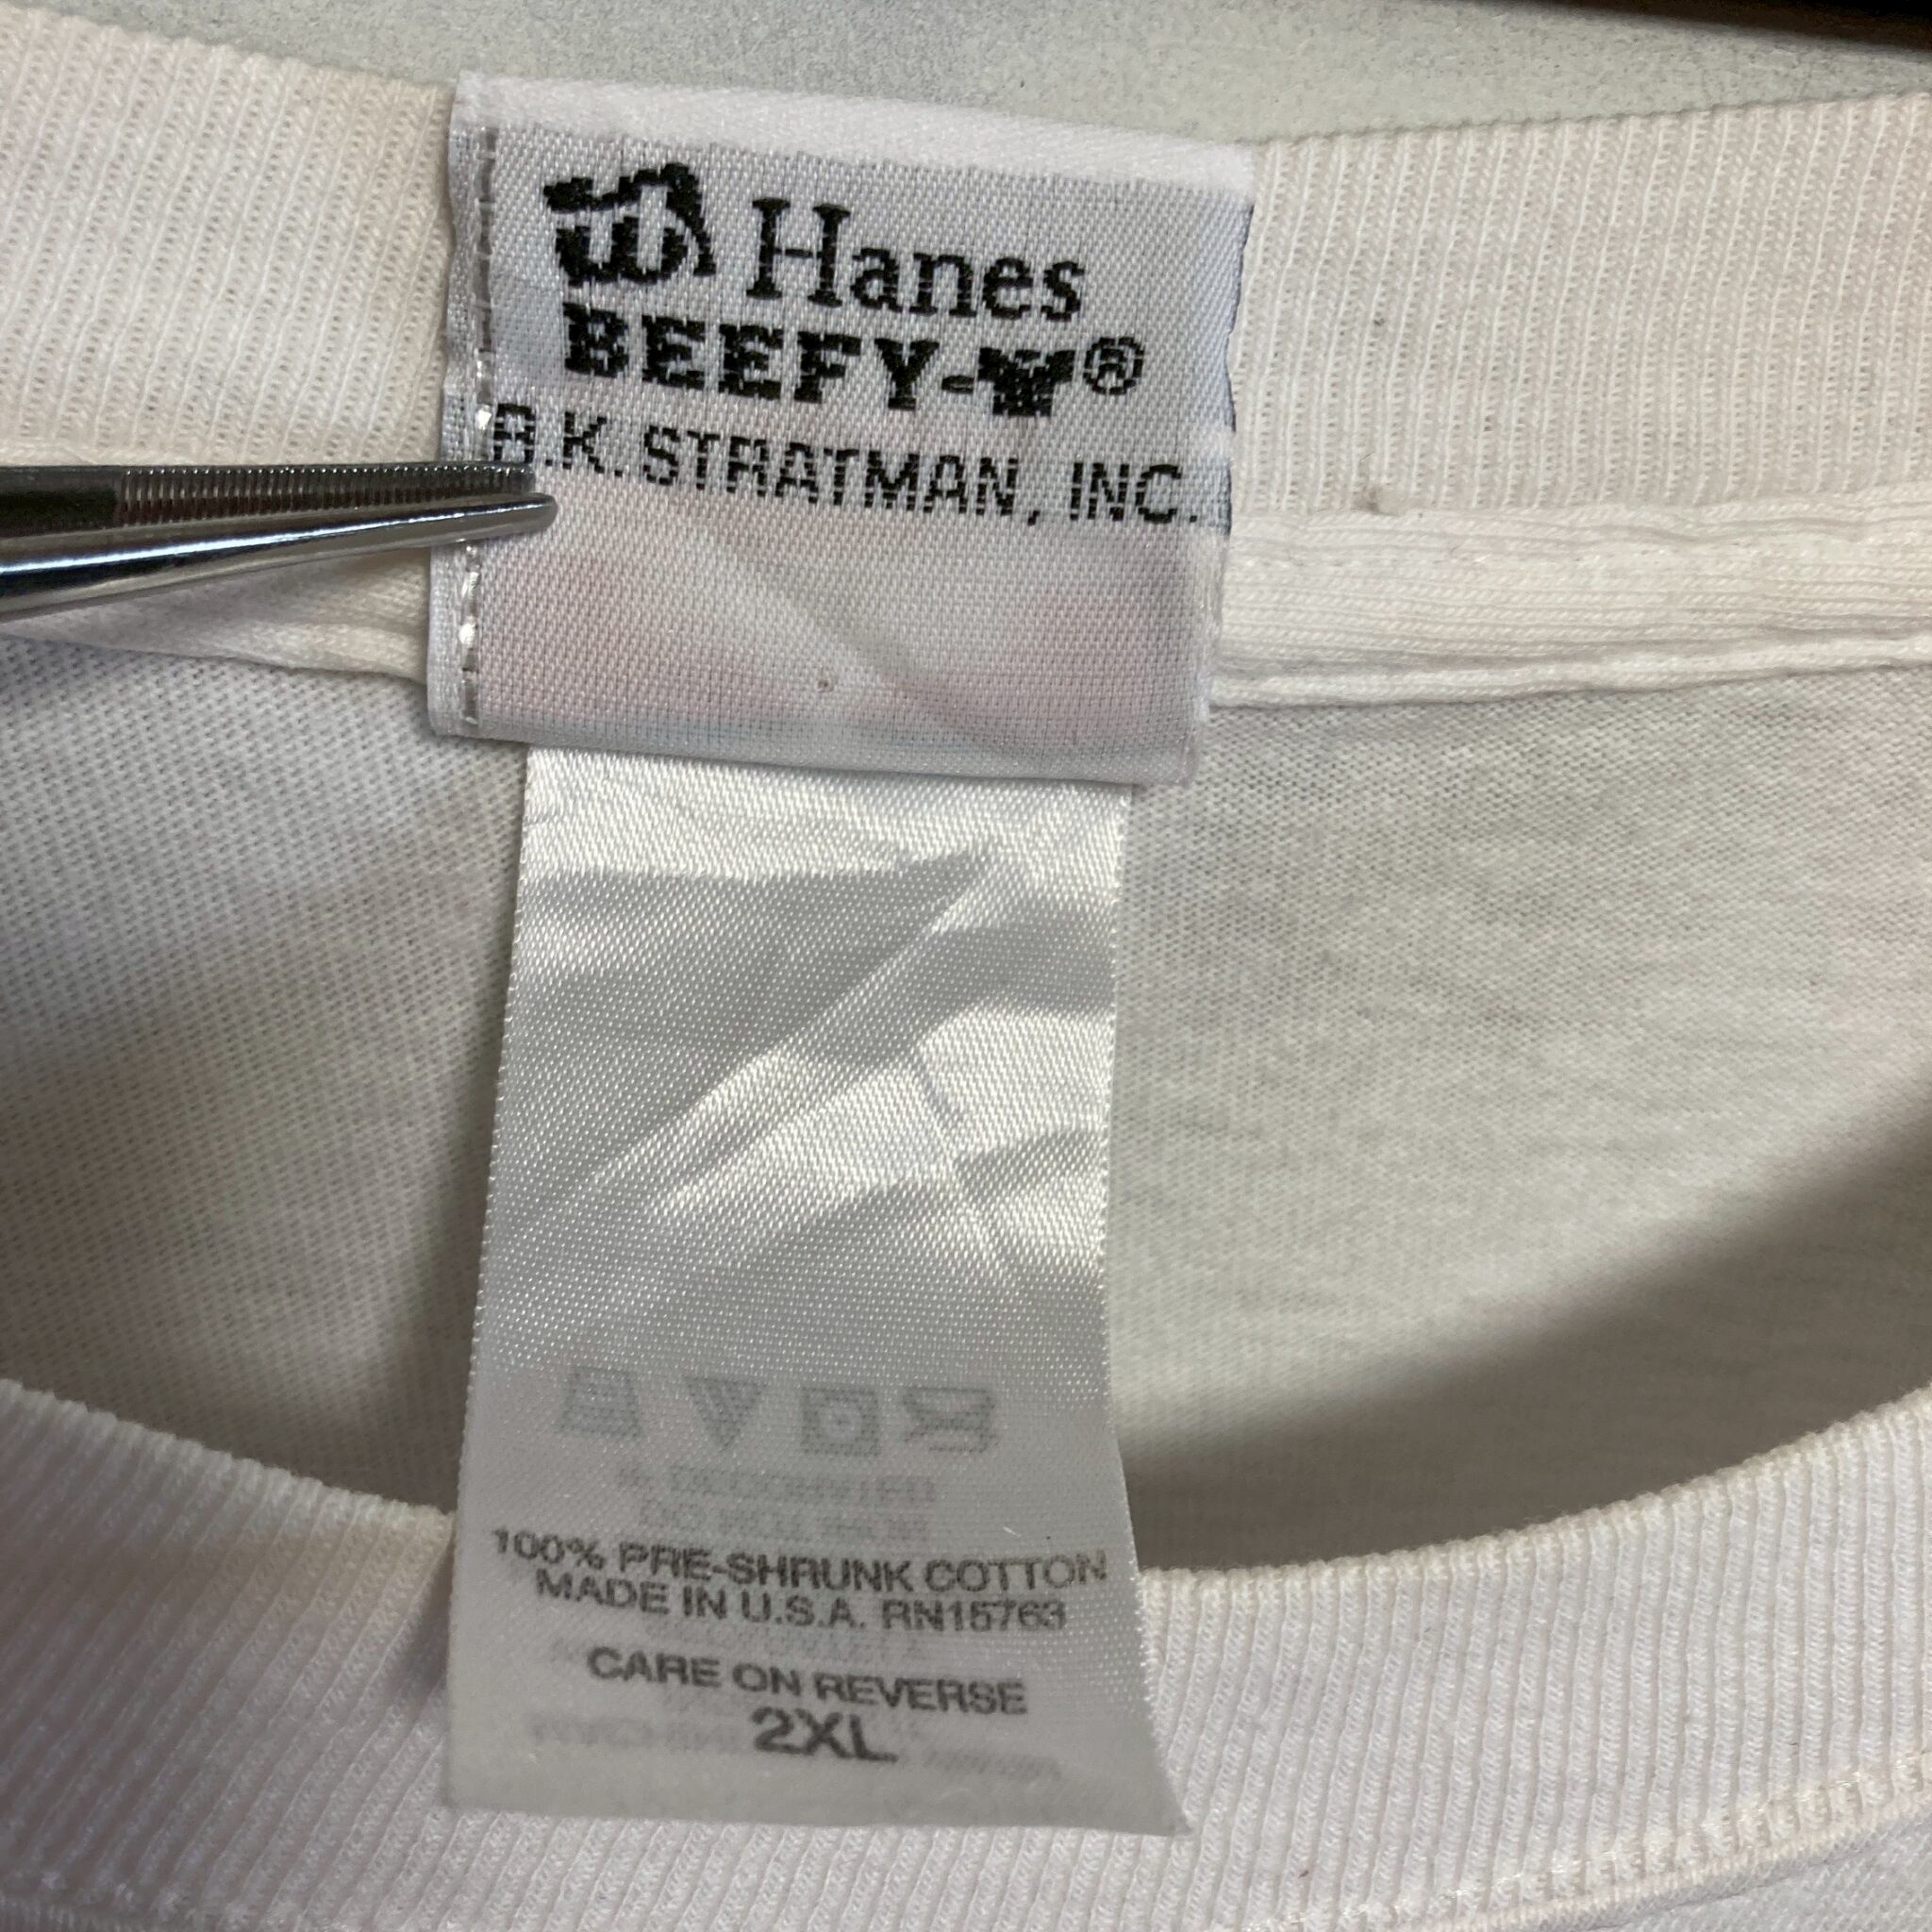 Hanes
BEEFY-T®
B.K. STRATMAN, INC.
100% PRE-SHRUNK COTTON
MADE IN U.S.A. RN15763
CARE ON REVERSE
2XL